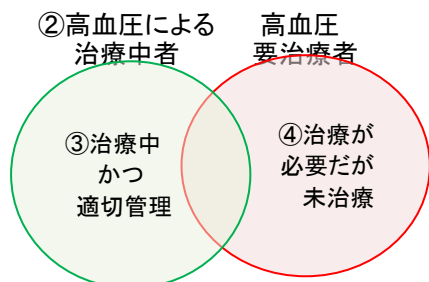 ②高血圧による
治療中者
高血圧
要治療者
③治療中
かつ
適切管理
④治療が
必要だが
未治療